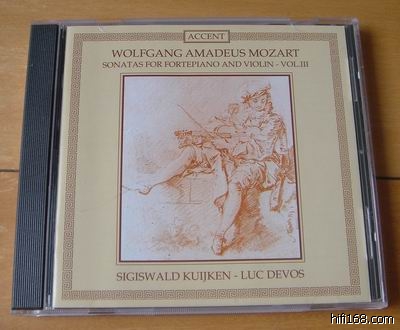 ACCENT
WOLFGANG AMADEUS MOZART
SONATAS FOR FORTEPIANO AND VIOLIN - VOL.III
SIGISWALD KUIJKEN - LUC DEVOS
hifi168.com